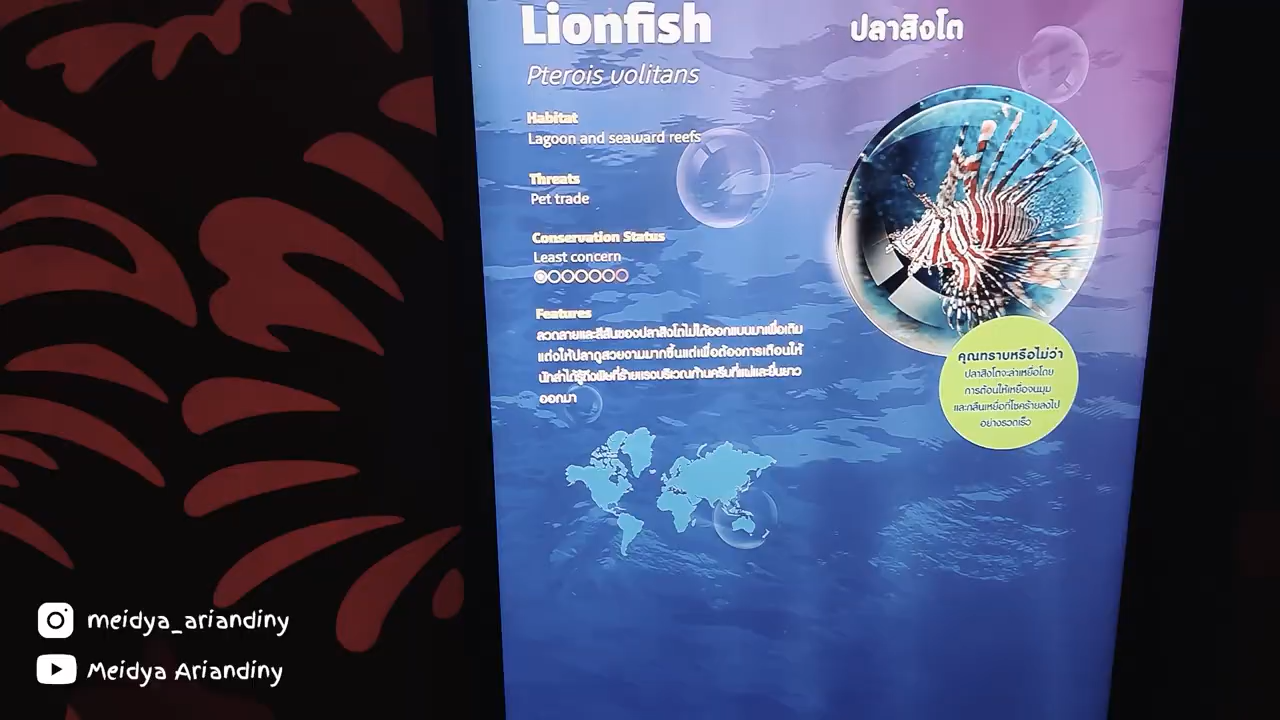 Lionfish
ปลาสิงโต
Pterois volitans
Habitat
Lagoon and seaward reefs
Threats
Pet trade
Conservation Status
Least concern
Features
ลวดลายและสีสันของปลาสิงโตไม่ได้ออกแบบมาเพื่อเติม
แต่งให้ปลาดูสวยงามมากขึ้นแต่เพื่อต้องการเตือนให้
นักล่าได้รู้ถึงพิษที่ร้ายแรงบริเวณก้านครีบที่แผ่และยื่นยาว
ออกมา
คุณทราบหรือไม่ว่า
ปลาสิงโตจะล่าเหยื่อโดย
การต้อนให้เหยื่อจนมุม
และกลืนเหยื่อที่โชคร้ายลงไป
อย่างรวดเร็ว
meidya_ariandiny
Meidya Ariandiny